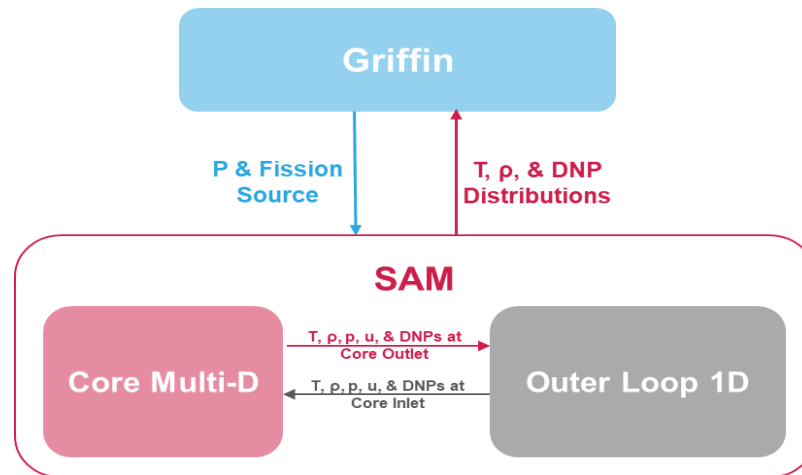 Griffin
P & Fission
Source
T, ρ, & DNP
Distributions
SAM
Core Multi-D
T, ρ, p, u, & DNPs at
Core Outlet
T, ρ, p, u, & DNPs at
Core Inlet
Outer Loop 1D